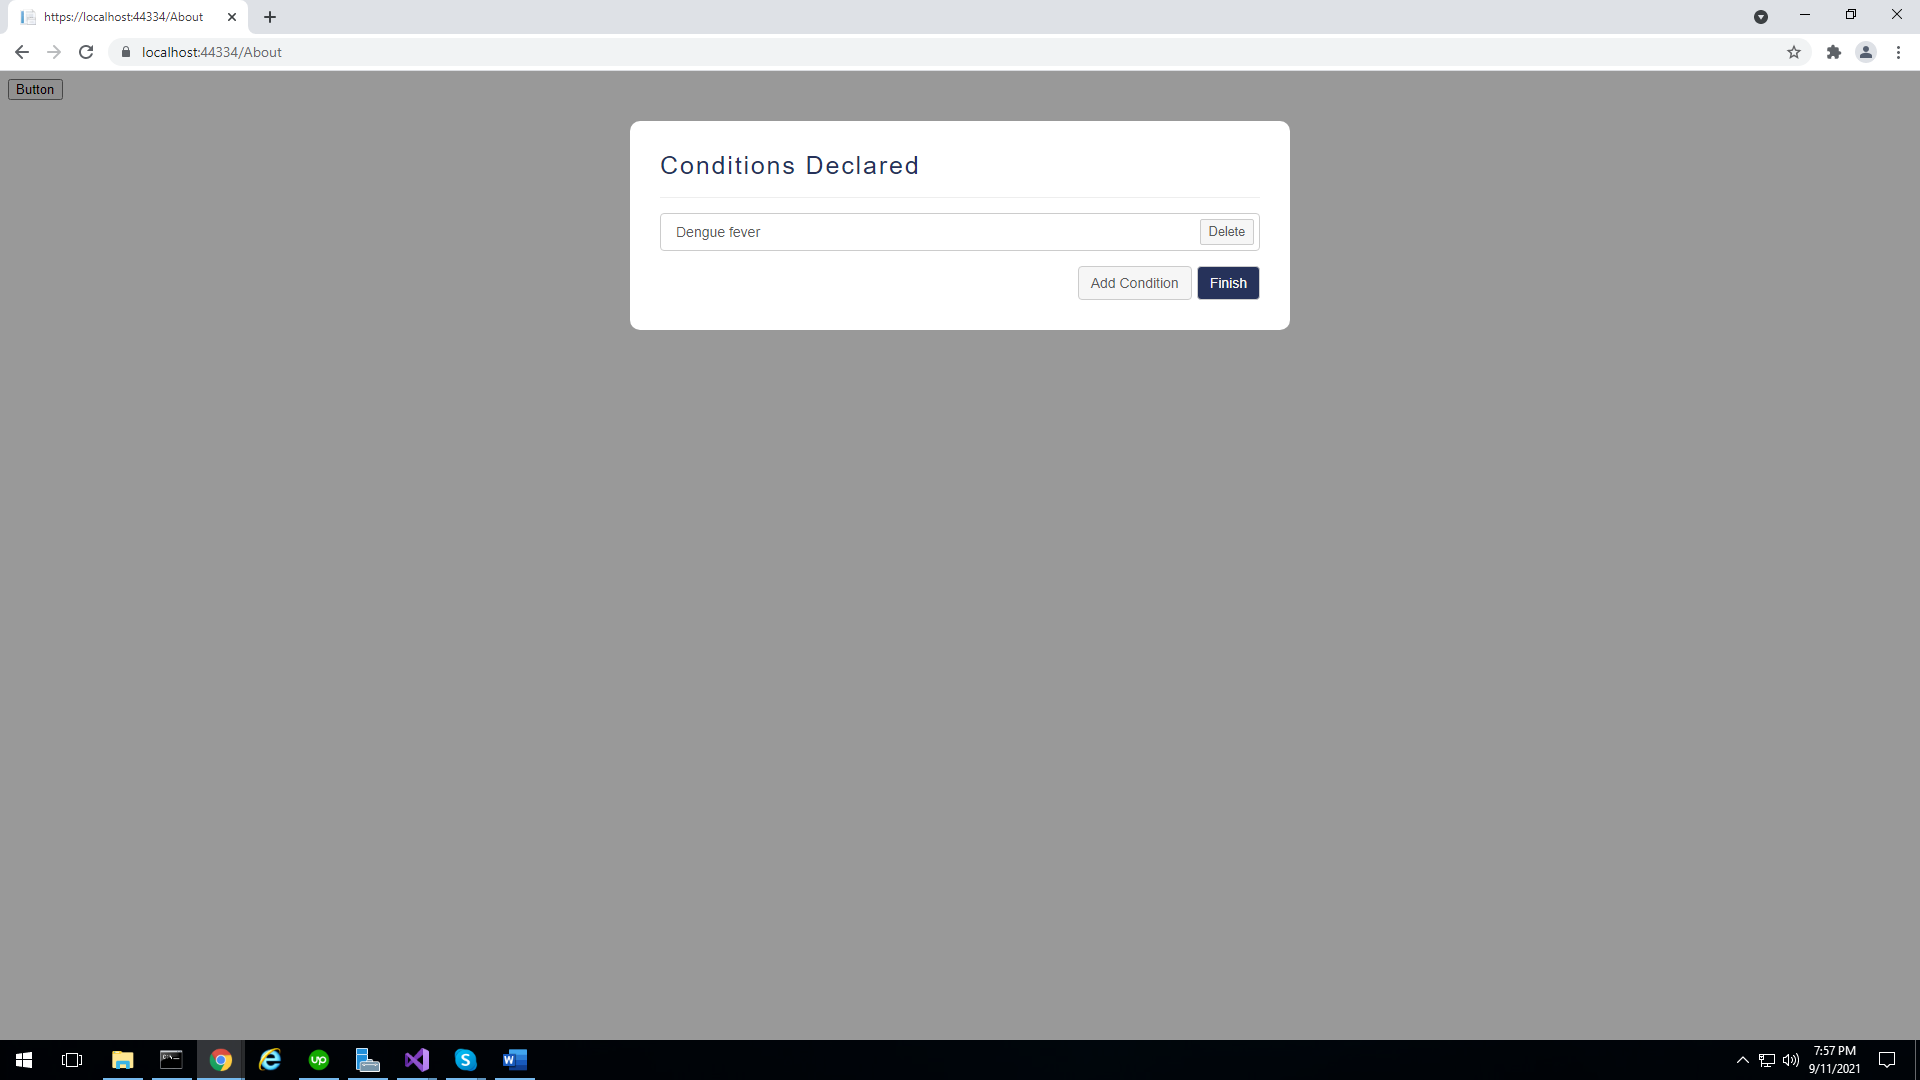 https://localhost:44334/About
localhost:44334/About
Button
Conditions Declared
Dengue fever
Delete
Add Condition
Finish
7:57 PM
9/11/2021